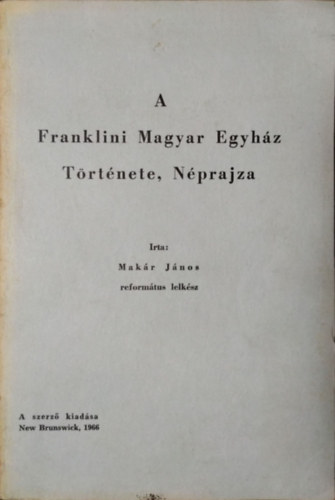 A
Franklini Magyar Egyház
Története, Néprajza
Irta:
Makár János
református lelkész
A szerző kiadása
New Brunswick, 1966